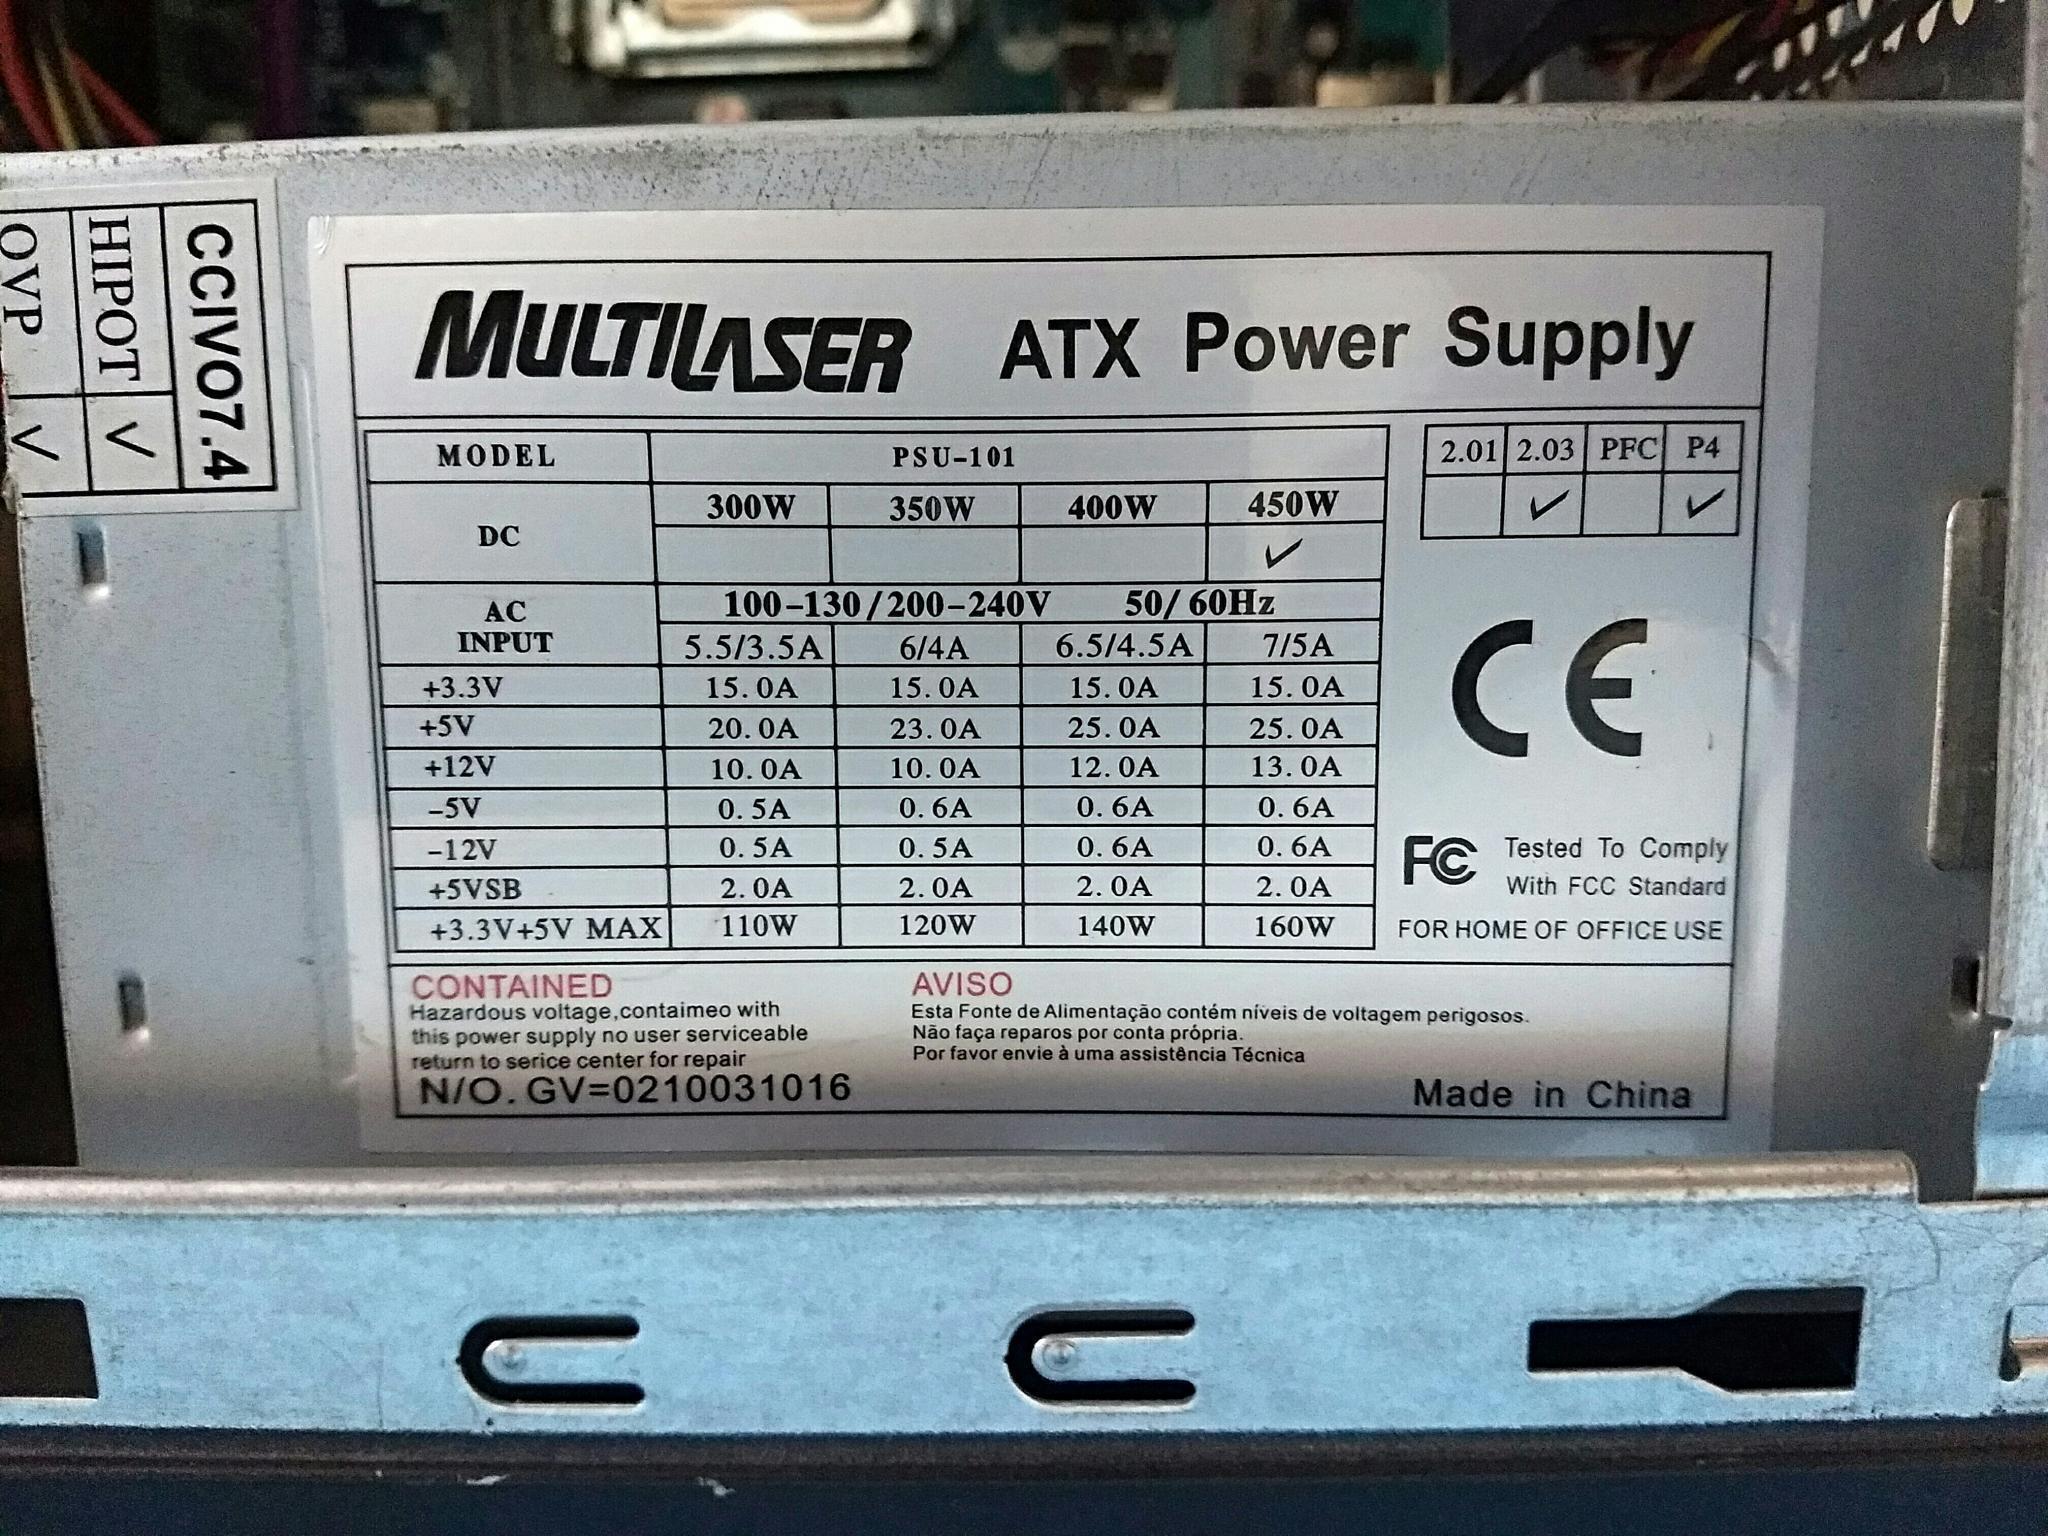 CCIVO7.4
HIPOT V
OVP V
MULTILASER ATX Power Supply
MODEL PSU-101
2.01 2.03 PFC P4
✓ ✓
DC 300W 350W 400W 450W
✓
AC INPUT 100-130/200-240V 50/60Hz
5.5/3.5A 6/4A 6.5/4.5A 7/5A
+3.3V 15.0A 15.0A 15.0A 15.0A
+5V 20.0A 23.0A 25.0A 25.0A
+12V 10.0A 10.0A 12.0A 13.0A
-5V 0.5A 0.6A 0.6A 0.6A
-12V 0.5A 0.5A 0.6A 0.6A
+5VSB 2.0A 2.0A 2.0A 2.0A
+3.3V+5V MAX 110W 120W 140W 160W
CE
FC Tested To Comply
With FCC Standard
FOR HOME OF OFFICE USE
CONTAINED
Hazardous voltage,contaimeo with
this power supply no user serviceable
return to serice center for repair
N/O. GV=0210031016
AVISO
Esta Fonte de Alimentação contém níveis de voltagem perigosos.
Não faça reparos por conta própria.
Por favor envie à uma assistência Técnica
Made in China